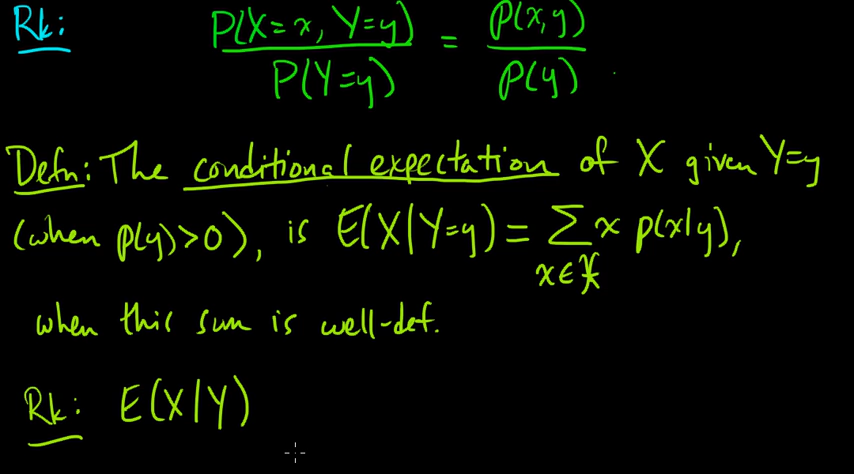 Rk: P(X=x, Y=y) / P(Y=y) = p(x,y) / p(y).
Defn: The conditional expectation of X given Y=y
(when p(y)>0), is E(X|Y=y) = ∑_{x∈𝒳} x p(x|y),
when this sum is well-def.
Rk: E(X|Y)